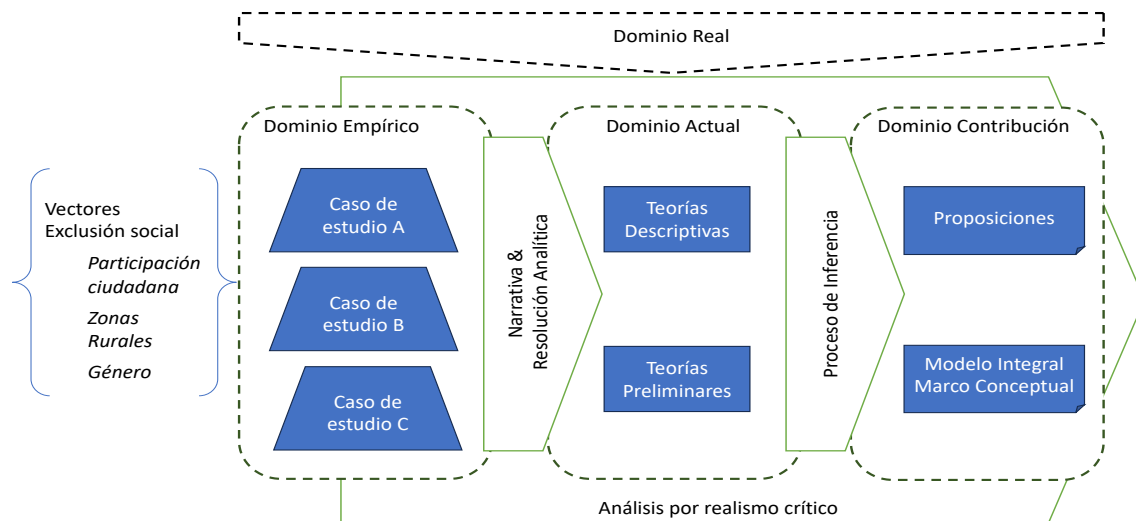 Dominio Real
Dominio Empírico
Dominio Actual
Dominio Contribución
Vectores
Exclusión social
Participación
ciudadana
Zonas
Rurales
Género
Caso de
estudio A
Caso de
estudio B
Caso de
estudio C
Narrativa &
Resolución Analítica
Teorías
Descriptivas
Teorías
Preliminares
Proceso de Inferencia
Proposiciones
Modelo Integral
Marco Conceptual
Análisis por realismo crítico